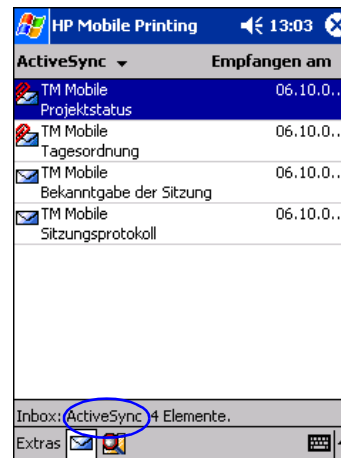 HP Mobile Printing 13:03
ActiveSync Empfangen am
TM Mobile 06.10.0..
Projektstatus
TM Mobile 06.10.0..
Tagesordnung
TM Mobile 06.10.0..
Bekanntgabe der Sitzung
TM Mobile 06.10.0..
Sitzungsprotokoll
Inbox: ActiveSync 4 Elemente.
Extras